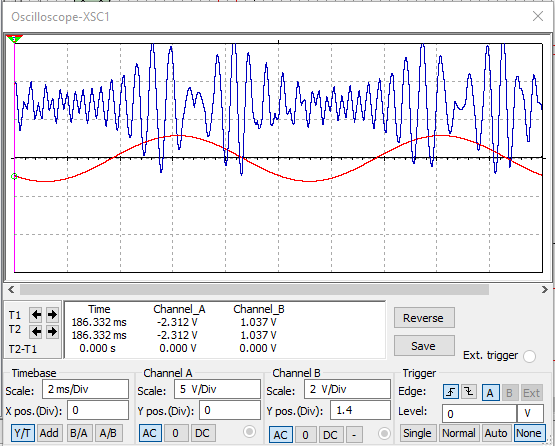 Oscilloscope-XSC1
T1
T2
T2-T1
Time Channel_A Channel_B
186.332 ms -2.312 V 1.037 V
186.332 ms -2.312 V 1.037 V
0.000 s 0.000 V 0.000 V
Reverse
Save
Ext. trigger
Timebase
Scale: 2 ms/Div
X pos.(Div): 0
Y/T Add B/A A/B
Channel A
Scale: 5 V/Div
Y pos.(Div): 0
AC 0 DC
Channel B
Scale: 2 V/Div
Y pos.(Div): 1.4
AC 0 DC -
Trigger
Edge: A B Ext
Level: 0 V
Single Normal Auto None